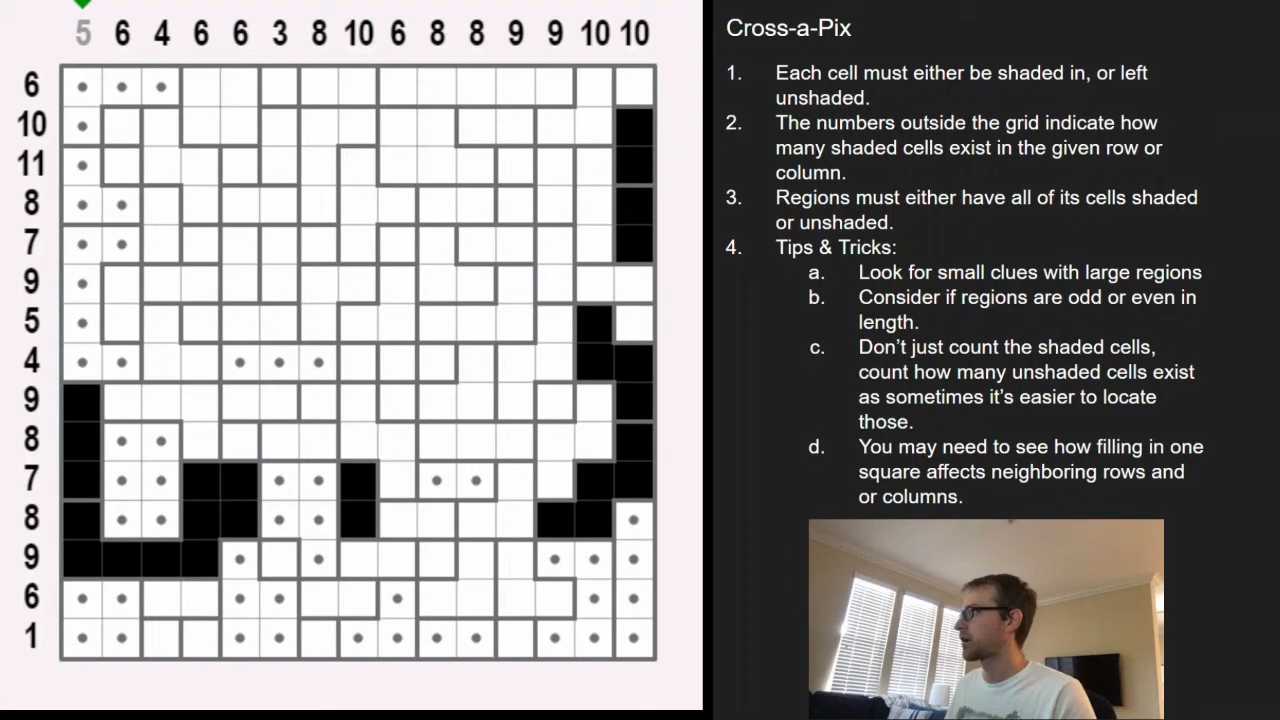 5 6 4 6 6 3 8 10 6 8 8 9 9 10 10
6
10
11
8
7
9
5
4
9
8
7
8
9
6
1
Cross-a-Pix
1. Each cell must either be shaded in, or left
unshaded.
2. The numbers outside the grid indicate how
many shaded cells exist in the given row or
column.
3. Regions must either have all of its cells shaded
or unshaded.
4. Tips & Tricks:
a. Look for small clues with large regions
b. Consider if regions are odd or even in
length.
c. Don't just count the shaded cells,
count how many unshaded cells exist
as sometimes it's easier to locate
those.
d. You may need to see how filling in one
square affects neighboring rows and
or columns.